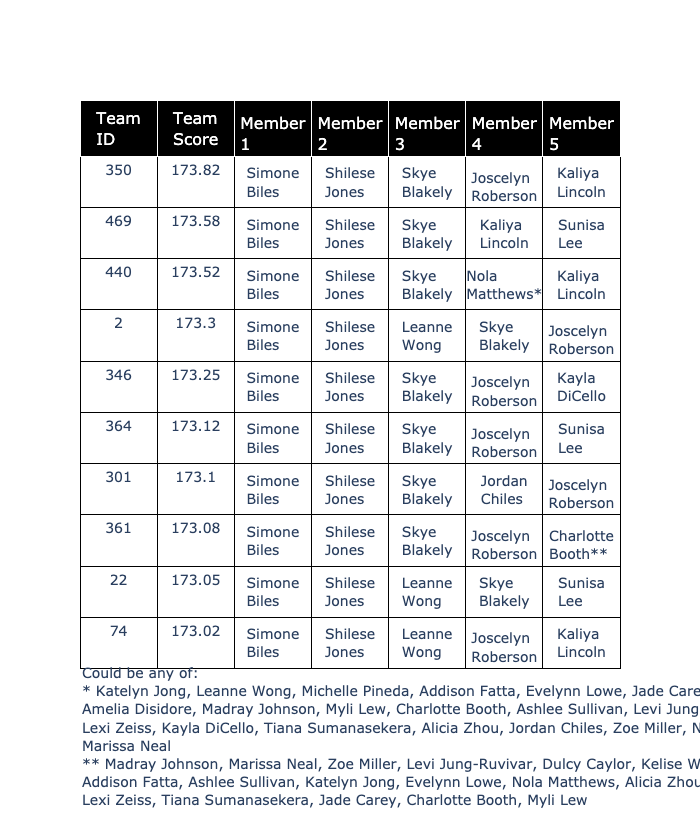 Team ID Team Score Member 1 Member 2 Member 3 Member 4 Member 5
350 173.82 Simone Biles Shilese Jones Skye Blakely Joscelyn Roberson Kaliya Lincoln
469 173.58 Simone Biles Shilese Jones Skye Blakely Kaliya Lincoln Sunisa Lee
440 173.52 Simone Biles Shilese Jones Skye Blakely Nola Matthews* Kaliya Lincoln
2 173.3 Simone Biles Shilese Jones Leanne Wong Skye Blakely Joscelyn Roberson
346 173.25 Simone Biles Shilese Jones Skye Blakely Joscelyn Roberson Kayla DiCello
364 173.12 Simone Biles Shilese Jones Skye Blakely Joscelyn Roberson Sunisa Lee
301 173.1 Simone Biles Shilese Jones Skye Blakely Jordan Chiles Joscelyn Roberson
361 173.08 Simone Biles Shilese Jones Skye Blakely Joscelyn Roberson Charlotte Booth**
22 173.05 Simone Biles Shilese Jones Leanne Wong Skye Blakely Sunisa Lee
74 173.02 Simone Biles Shilese Jones Leanne Wong Joscelyn Roberson Kaliya Lincoln
Could be any of:
* Katelyn Jong, Leanne Wong, Michelle Pineda, Addison Fatta, Evelynn Lowe, Jade Care
Amelia Disidore, Madray Johnson, Myli Lew, Charlotte Booth, Ashlee Sullivan, Levi Jung
Lexi Zeiss, Kayla DiCello, Tiana Sumanasekera, Alicia Zhou, Jordan Chiles, Zoe Miller, N
Marissa Neal
** Madray Johnson, Marissa Neal, Zoe Miller, Levi Jung-Ruvivar, Dulcy Caylor, Kelise W
Addison Fatta, Ashlee Sullivan, Katelyn Jong, Evelynn Lowe, Nola Matthews, Alicia Zhou
Lexi Zeiss, Tiana Sumanasekera, Jade Carey, Charlotte Booth, Myli Lew